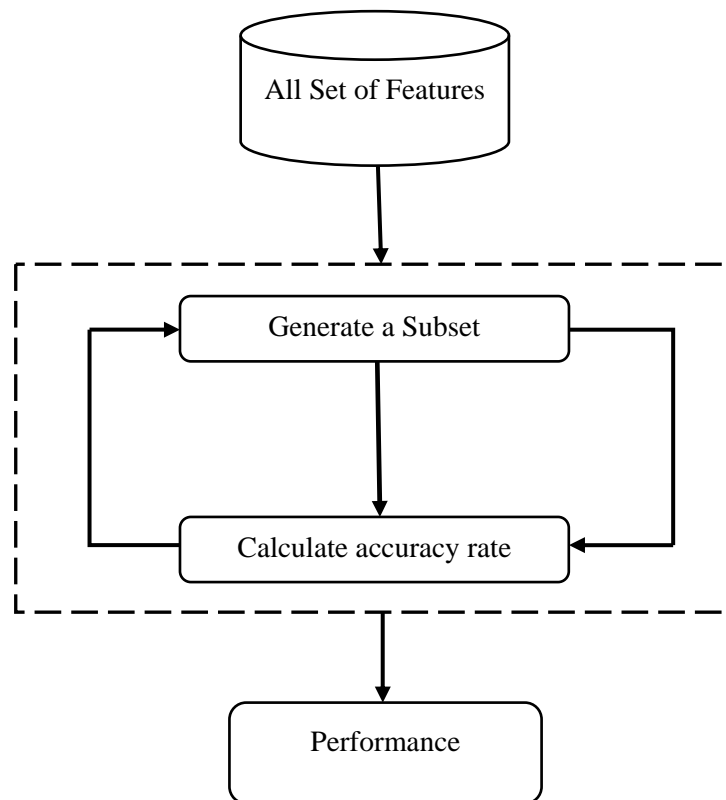 All Set of Features
Generate a Subset
Calculate accuracy rate
Performance